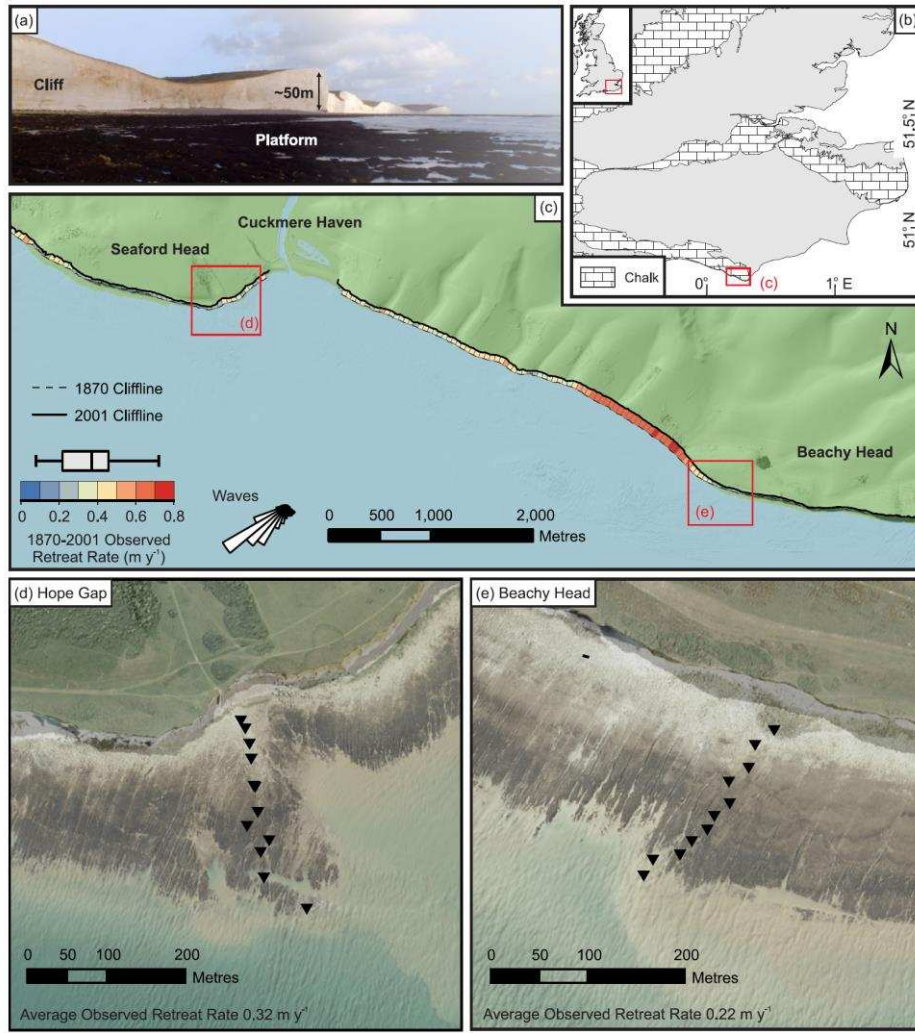 (a)
Cliff
~50m
Platform
(b)
51.5° N
51° N
Chalk
0°
(c)
1° E
(c)
Cuckmere Haven
Seaford Head
(d)
N
1870 Cliffline
2001 Cliffline
Beachy Head
Waves
(e)
0 0.2 0.4 0.6 0.8
1870-2001 Observed
Retreat Rate (m y⁻¹)
0 500 1,000 2,000
Metres
(d) Hope Gap
0 50 100 200
Metres
Average Observed Retreat Rate 0.32 m y⁻¹
(e) Beachy Head
0 50 100 200
Metres
Average Observed Retreat Rate 0.22 m y⁻¹